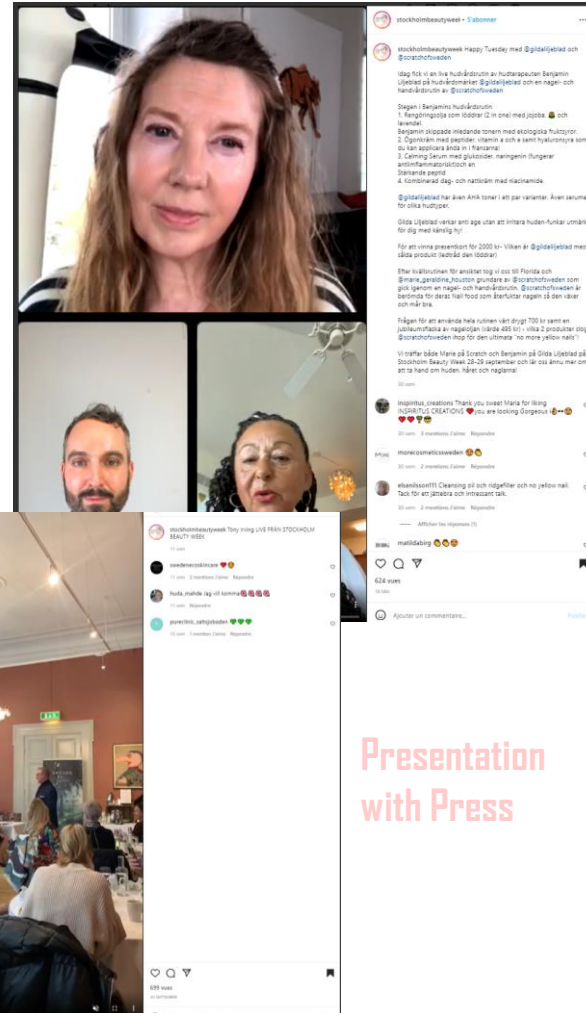 stockholmbeautyweek • S'abonner
stockholmbeautyweek Happy Tuesday med @gildaliljeblad och
@scratchofsweden
Idag fick vi en live hudvårdsrutin av hudterapeuten Benjamin
Liljeblad på hudvårdsmärket @gildaliljeblad och en nagel- och
handvårdsrutin av @scratchofsweden
Stegen i Benjamins hudvårdsrutin
1. Rengöringsolja som löddrar (2 in one) med jojoba, och
lavendel.
Benjamin skippade inledande tonern med ekologiska fruktsyror.
2. Ögonkräm med peptider, vitamin a och e samt hyaluronsyra som
du kan applicera ända in i fransarna!
3. Calming Serum med glukosider, naringenin (fungerar
antiinflammatoriskt)och en
Stärkande peptid
4. Kombinerad dag- och nattkräm med niacinamide.
@gildaliljeblad har även AHA toner i ett par varianter. Även serumen
för olika hudtyper.
Gilda Liljeblad verkar anti age utan att irritera huden-funkar utmärkt
för dig med känslig hy!
För att vinna presentkort för 2000 kr- Vilken är @gildaliljeblad mest
sålda produkt (ledtråd den löddrar)
Efter kvällsrutinen för ansiktet tog vi oss till Florida och
@marie_geraldine_houston grundare av @scratchofsweden som
gick igenom en nagel- och handvårdsrutin. @scratchofsweden är
berömda för deras Nail food som återfuktar nageln så den växer
och mår bra.
Frågen för att använda hela rutinen värt drygt 700 kr samt en
jubileumsflaska av nageloljan (värde 495 kr) - vilka 2 produkter slog
@scratchofsweden ihop för den ultimata "no more yellow nails"!
Vi träffar både Marie på Scratch och Benjamin på Gilda Liljeblad på
Stockholm Beauty Week 28-29 september och lär oss ännu mer om
att ta hand om huden, håret och naglarna!
30 sem
inspiritus_creations Thank you sweet Maria for liking
INSPIRITUS CREATIONS ❤️you are looking Gorgeous
30 sem 3 mentions J'aime Répondre
morecosmeticssweden
30 sem 2 mentions J'aime Répondre
elsanilsson111 Cleansing oil och ridgefiller och no yellow nail.
Tack för ett jättebra och intressant talk.
30 sem 2 mentions J'aime Répondre
Afficher les réponses (1)
matildabirg
624 vues
Ajouter un commentaire...
stockholmbeautyweek Tony Irving LIVE FRÅN STOCKHOLM
BEAUTY WEEK
11 sem
swedenecoskincare
11 sem 2 mentions J'aime Répondre
huda_mahde Jag vill komma
11 sem Répondre
pureclinic_saltsjobaden 💚💚💚
10 sem 1 mention J'aime Répondre
699 vues
Presentation
with Press